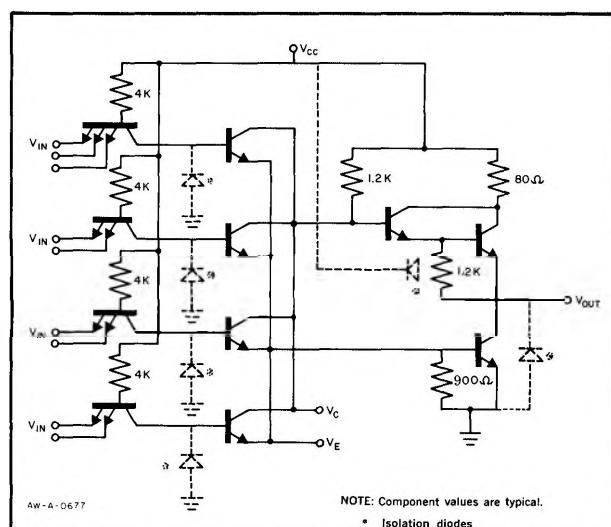 VCC
4K
VIN
1.2K
80Ω
4K
VIN
4K
1.2K
VOUT
VIN
4K
900Ω
VIN
VC
VE
AW-A-0677
NOTE: Component values are typical.
* Isolation diodes